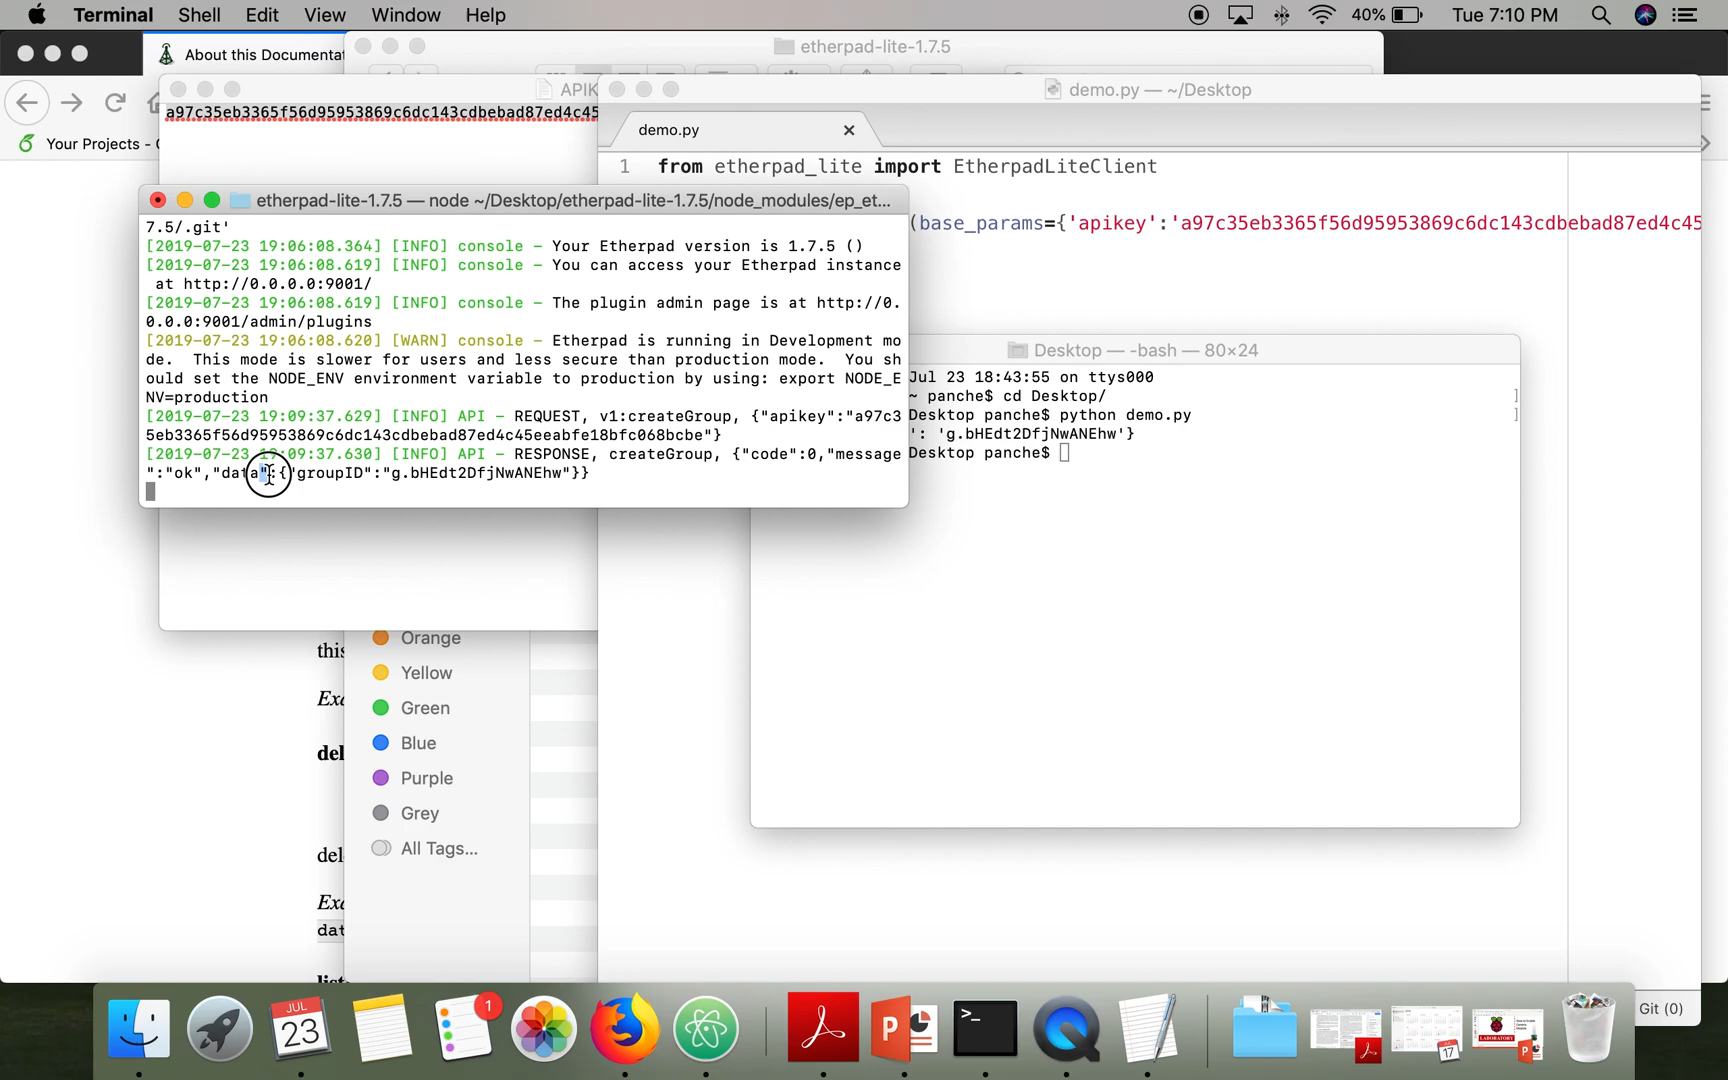 Terminal Shell Edit View Window Help 40% Tue 7:10 PM
About this Documentat
etherpad-lite-1.7.5
APIK
demo.py — ~/Desktop
a97c35eb3365f56d95953869c6dc143cdbebad87ed4c45
demo.py
Your Projects -
1 from etherpad_lite import EtherpadLiteClient
etherpad-lite-1.7.5 — node ~/Desktop/etherpad-lite-1.7.5/node_modules/ep_et...
(base_params={'apikey':'a97c35eb3365f56d95953869c6dc143cdbebad87ed4c45
7.5/.git'
[2019-07-23 19:06:08.364] [INFO] console - Your Etherpad version is 1.7.5 ()
[2019-07-23 19:06:08.619] [INFO] console - You can access your Etherpad instance
at http://0.0.0.0:9001/
[2019-07-23 19:06:08.619] [INFO] console - The plugin admin page is at http://0.
0.0.0:9001/admin/plugins
[2019-07-23 19:06:08.620] [WARN] console - Etherpad is running in Development mo
de.  This mode is slower for users and less secure than production mode.  You sh
ould set the NODE_ENV environment variable to production by using: export NODE_E
NV=production
[2019-07-23 19:09:37.629] [INFO] API - REQUEST, v1:createGroup, {"apikey":"a97c3
5eb3365f56d95953869c6dc143cdbebad87ed4c45eeabfe18bfc068bcbe"}
[2019-07-23 19:09:37.630] [INFO] API - RESPONSE, createGroup, {"code":0,"message
":"ok","data":{"groupID":"g.bHEdt2DfjNwANEhw"}}
Desktop — -bash — 80×24
Jul 23 18:43:55 on ttys000
~ panche$ cd Desktop/
Desktop panche$ python demo.py
': 'g.bHEdt2DfjNwANEhw'}
Desktop panche$
Orange
Yellow
Green
Blue
Purple
Grey
All Tags...
this
Exa
del
del
Exa
dat
list
JUL
23
1
>_
17
LABORATORY
Git (0)